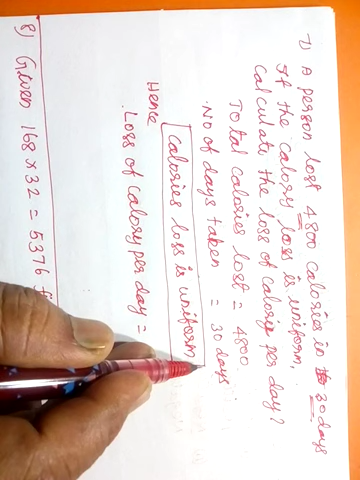 7) A person lost 4800 calories in 30 days
If the calory loss is uniform,
Calculate the loss of calory per day?
Total calories lost = 4800
No of days taken = 30 days
Calories loss is uniform
Hence
Loss of calory per day =
8) Given 168 × 32 = 5376